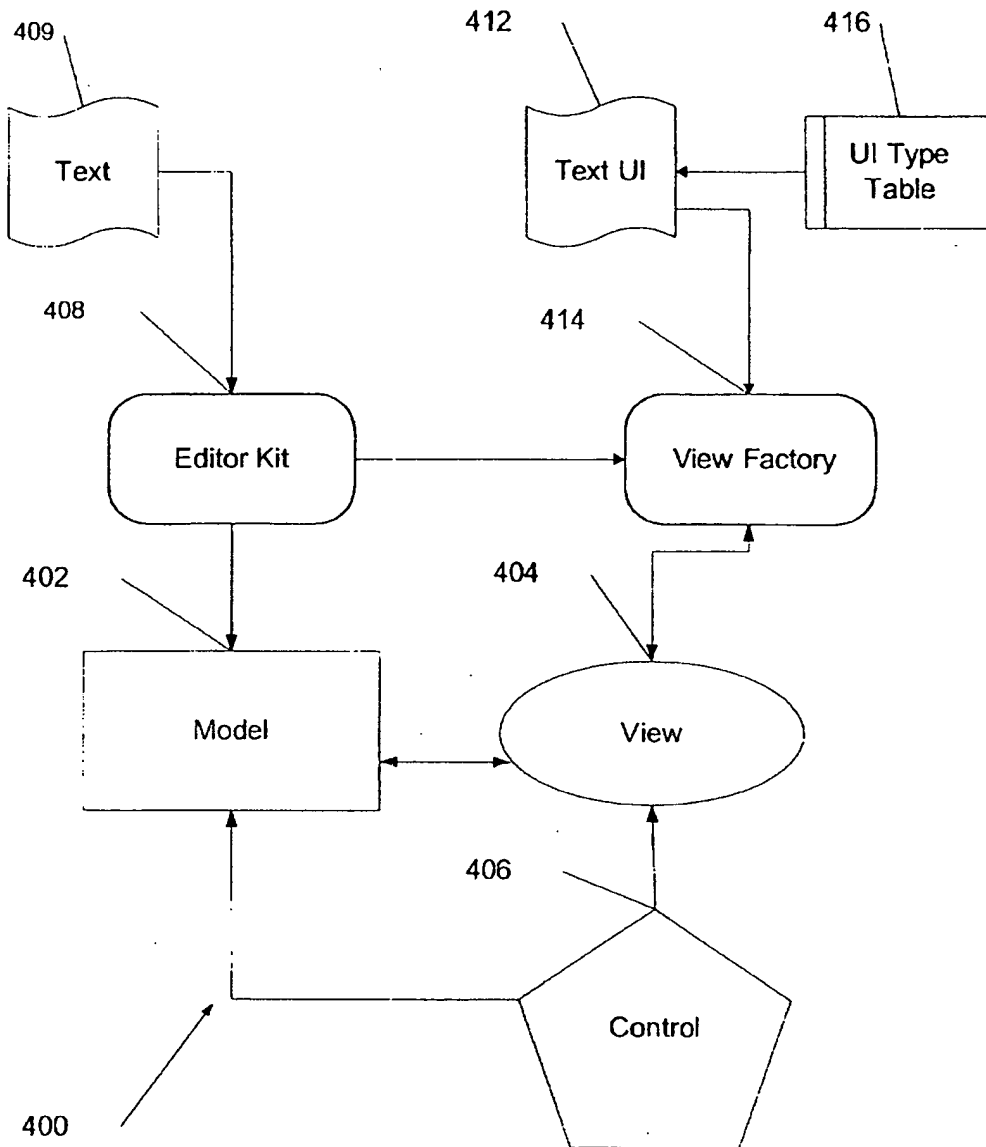 409
412
416
Text
Text UI
UI Type
Table
408
414
Editor Kit
View Factory
402
404
Model
View
406
Control
400